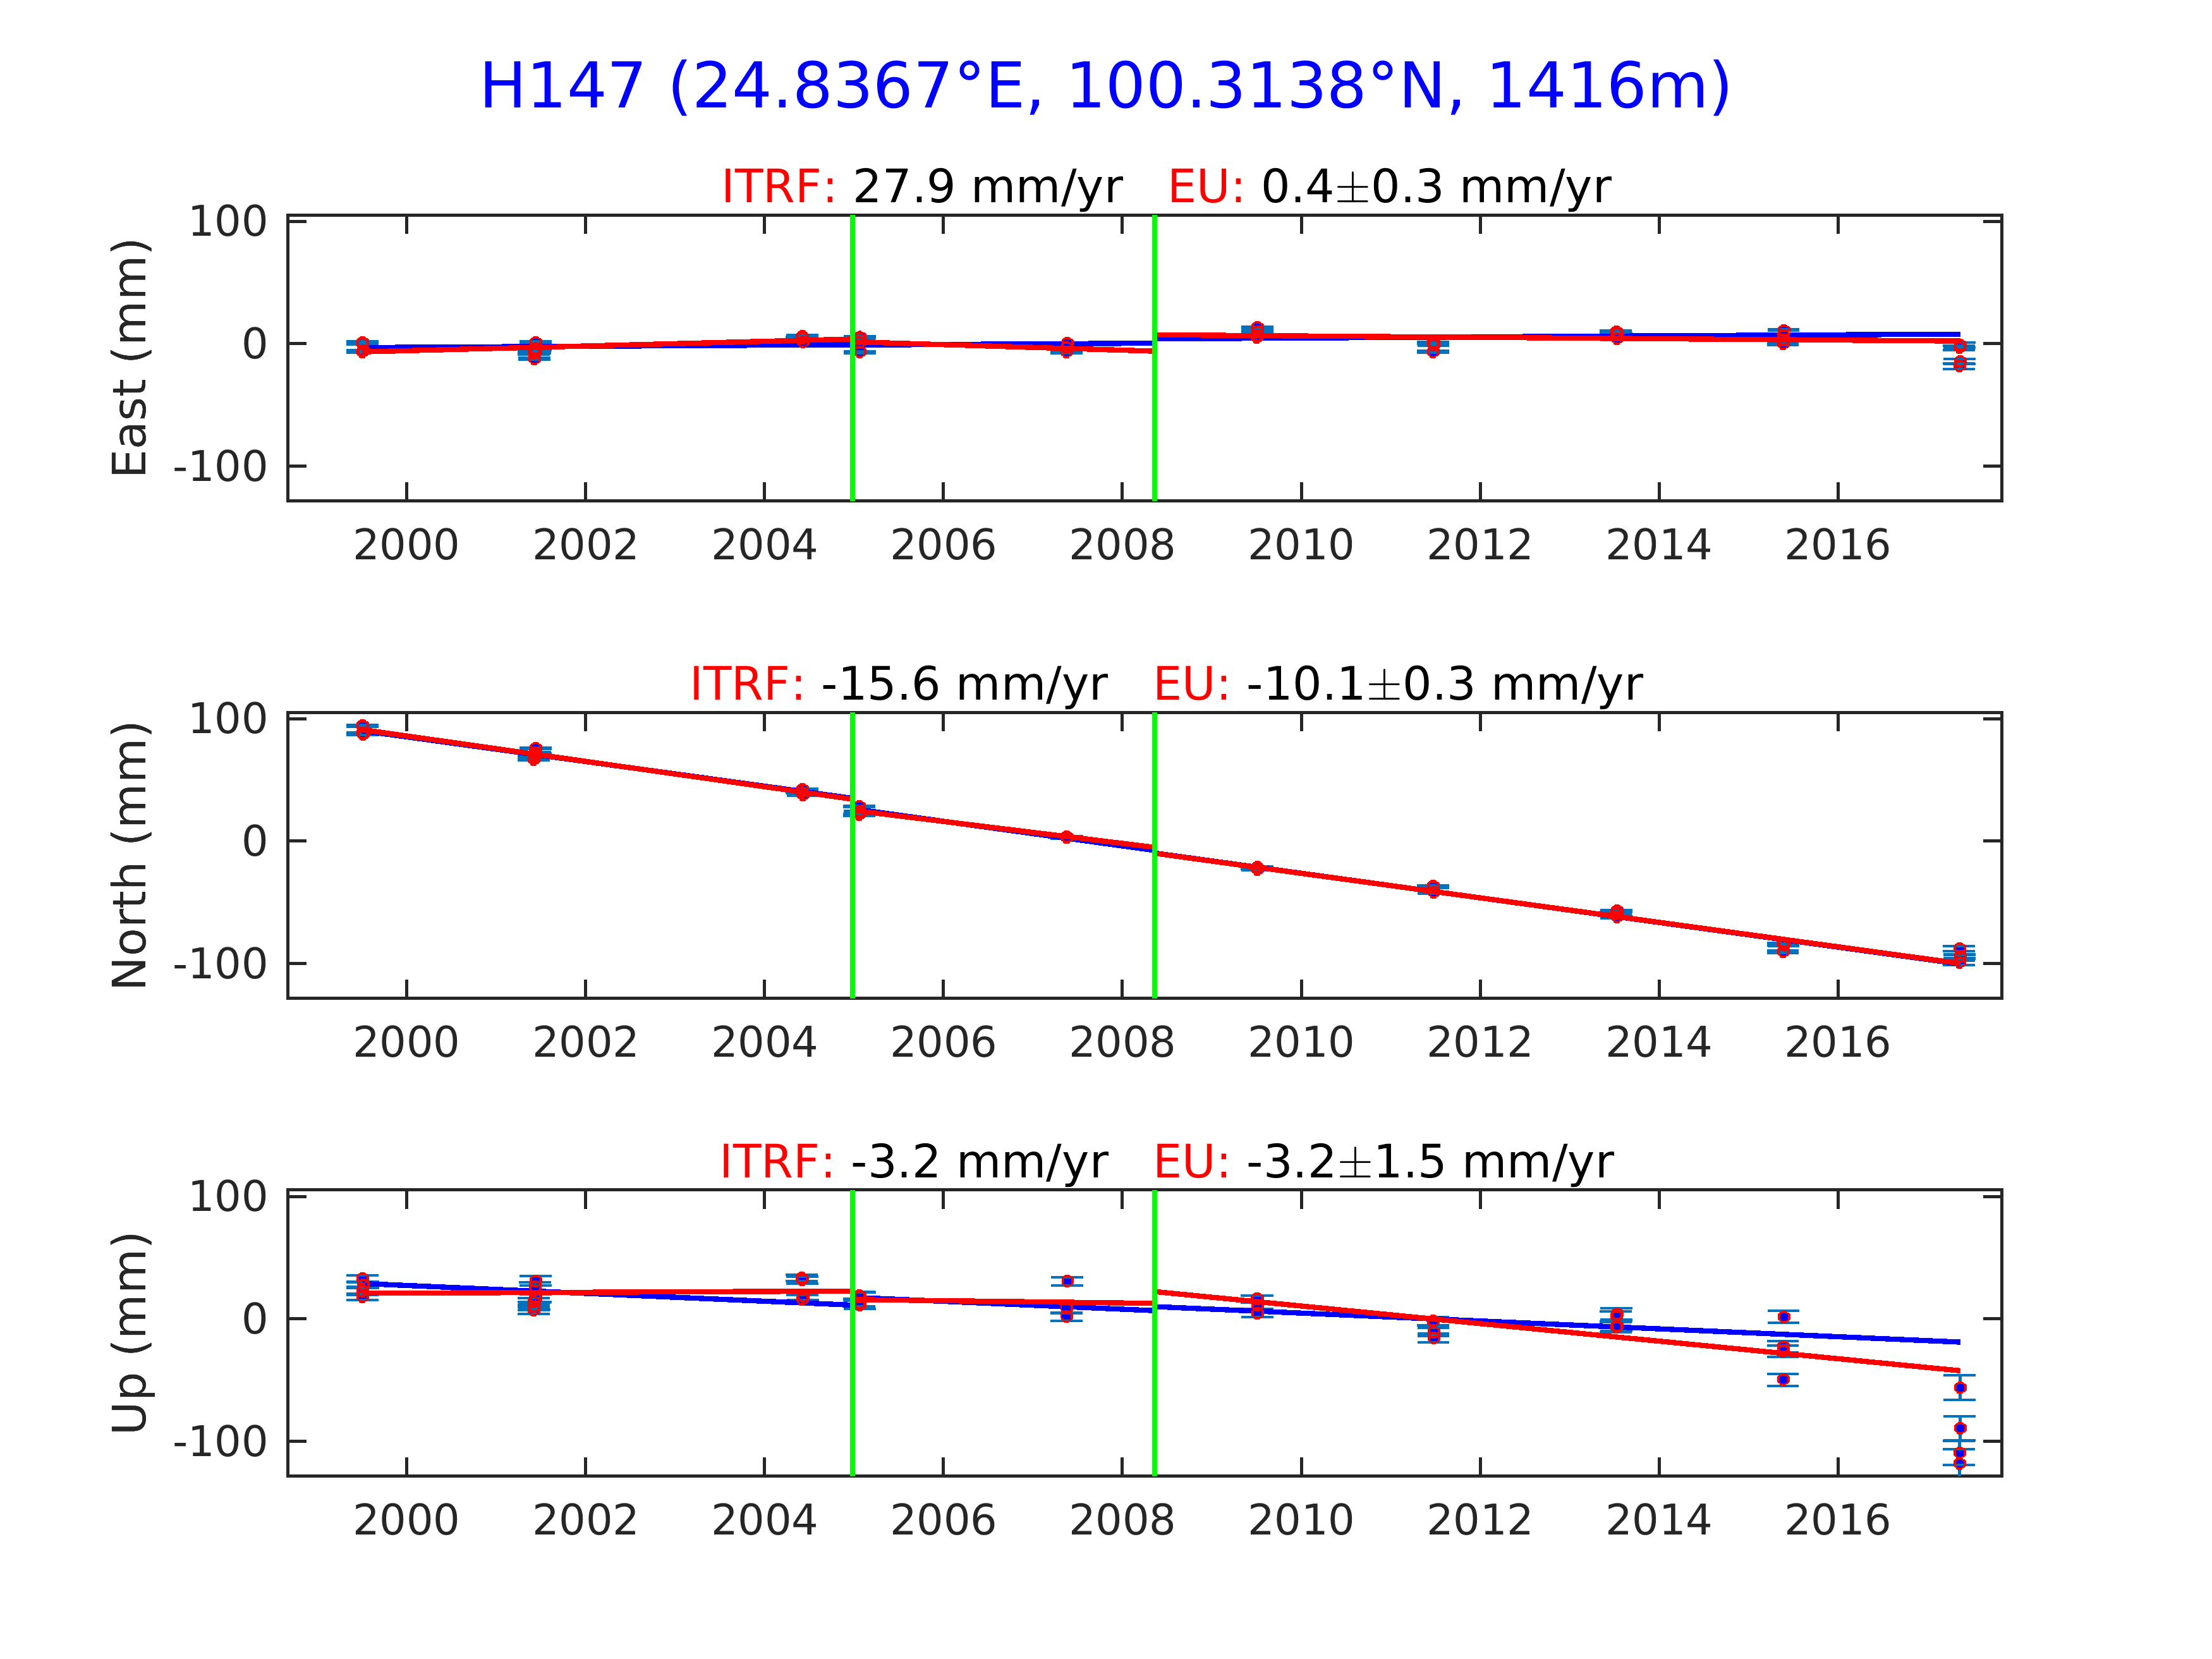 H147 (24.8367°E, 100.3138°N, 1416m)
ITRF: 27.9 mm/yr EU: 0.4±0.3 mm/yr
East (mm)
100
0
-100
2000 2002 2004 2006 2008 2010 2012 2014 2016
ITRF: -15.6 mm/yr EU: -10.1±0.3 mm/yr
North (mm)
100
0
-100
2000 2002 2004 2006 2008 2010 2012 2014 2016
ITRF: -3.2 mm/yr EU: -3.2±1.5 mm/yr
Up (mm)
100
0
-100
2000 2002 2004 2006 2008 2010 2012 2014 2016